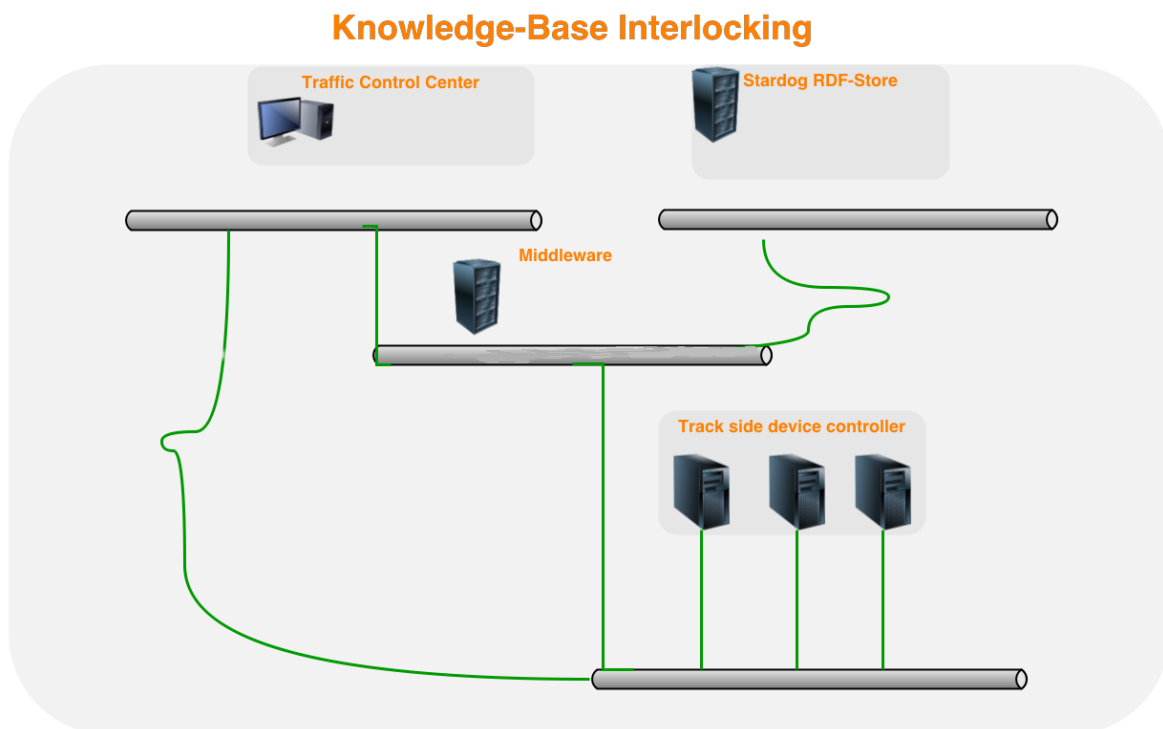 Knowledge-Base Interlocking
Traffic Control Center
Stardog RDF-Store
Middleware
Track side device controller